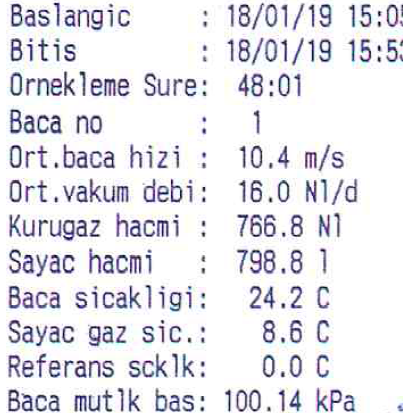 Baslangic : 18/01/19 15:05
Bitis : 18/01/19 15:53
Ornekleme Sure: 48:01
Baca no : 1
Ort.baca hizi : 10.4 m/s
Ort.vakum debi: 16.0 Nl/d
Kurugaz hacmi : 766.8 Nl
Sayac hacmi : 798.8 l
Baca sicakligi: 24.2 C
Sayac gaz sic.: 8.6 C
Referans scklk: 0.0 C
Baca mutlk bas: 100.14 kPa